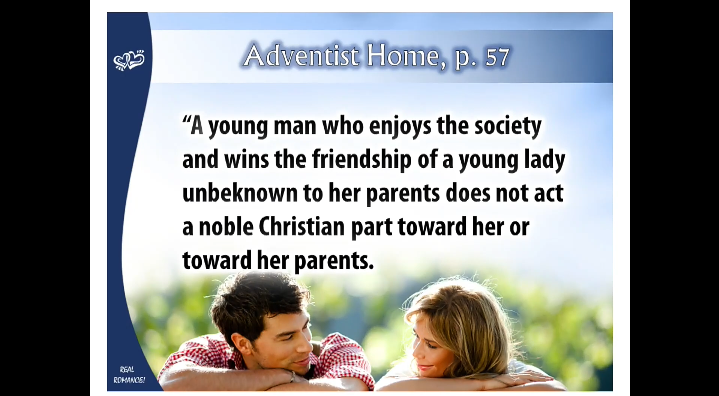 Adventist Home, p. 57
“A young man who enjoys the society
and wins the friendship of a young lady
unbeknown to her parents does not act
a noble Christian part toward her or
toward her parents.
REAL
ROMANCE!